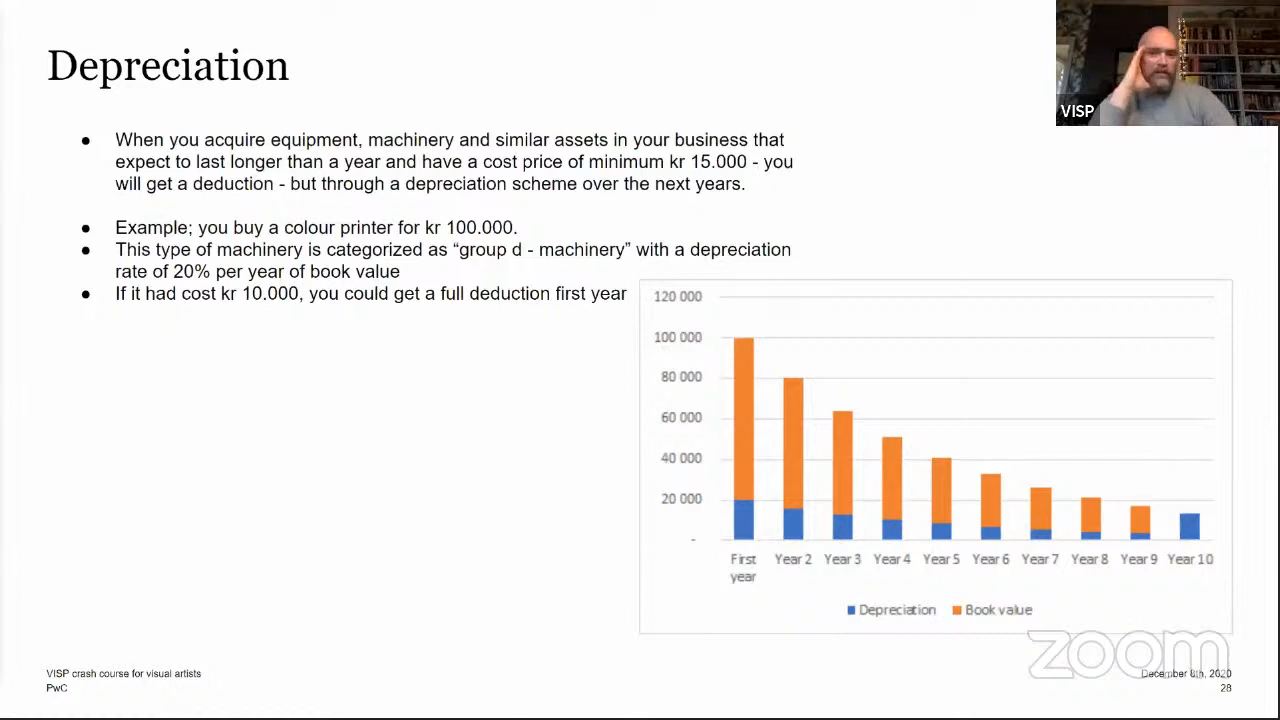 Depreciation
VISP
● When you acquire equipment, machinery and similar assets in your business that
expect to last longer than a year and have a cost price of minimum kr 15.000 - you
will get a deduction - but through a depreciation scheme over the next years.
● Example; you buy a colour printer for kr 100.000.
● This type of machinery is categorized as “group d - machinery” with a depreciation
rate of 20% per year of book value
● If it had cost kr 10.000, you could get a full deduction first year
120 000
100 000
80 000
60 000
40 000
20 000
-
First year Year 2 Year 3 Year 4 Year 5 Year 6 Year 7 Year 8 Year 9 Year 10
Depreciation Book value
zoom
VISP crash course for visual artists
PwC
December 8th, 2020
28